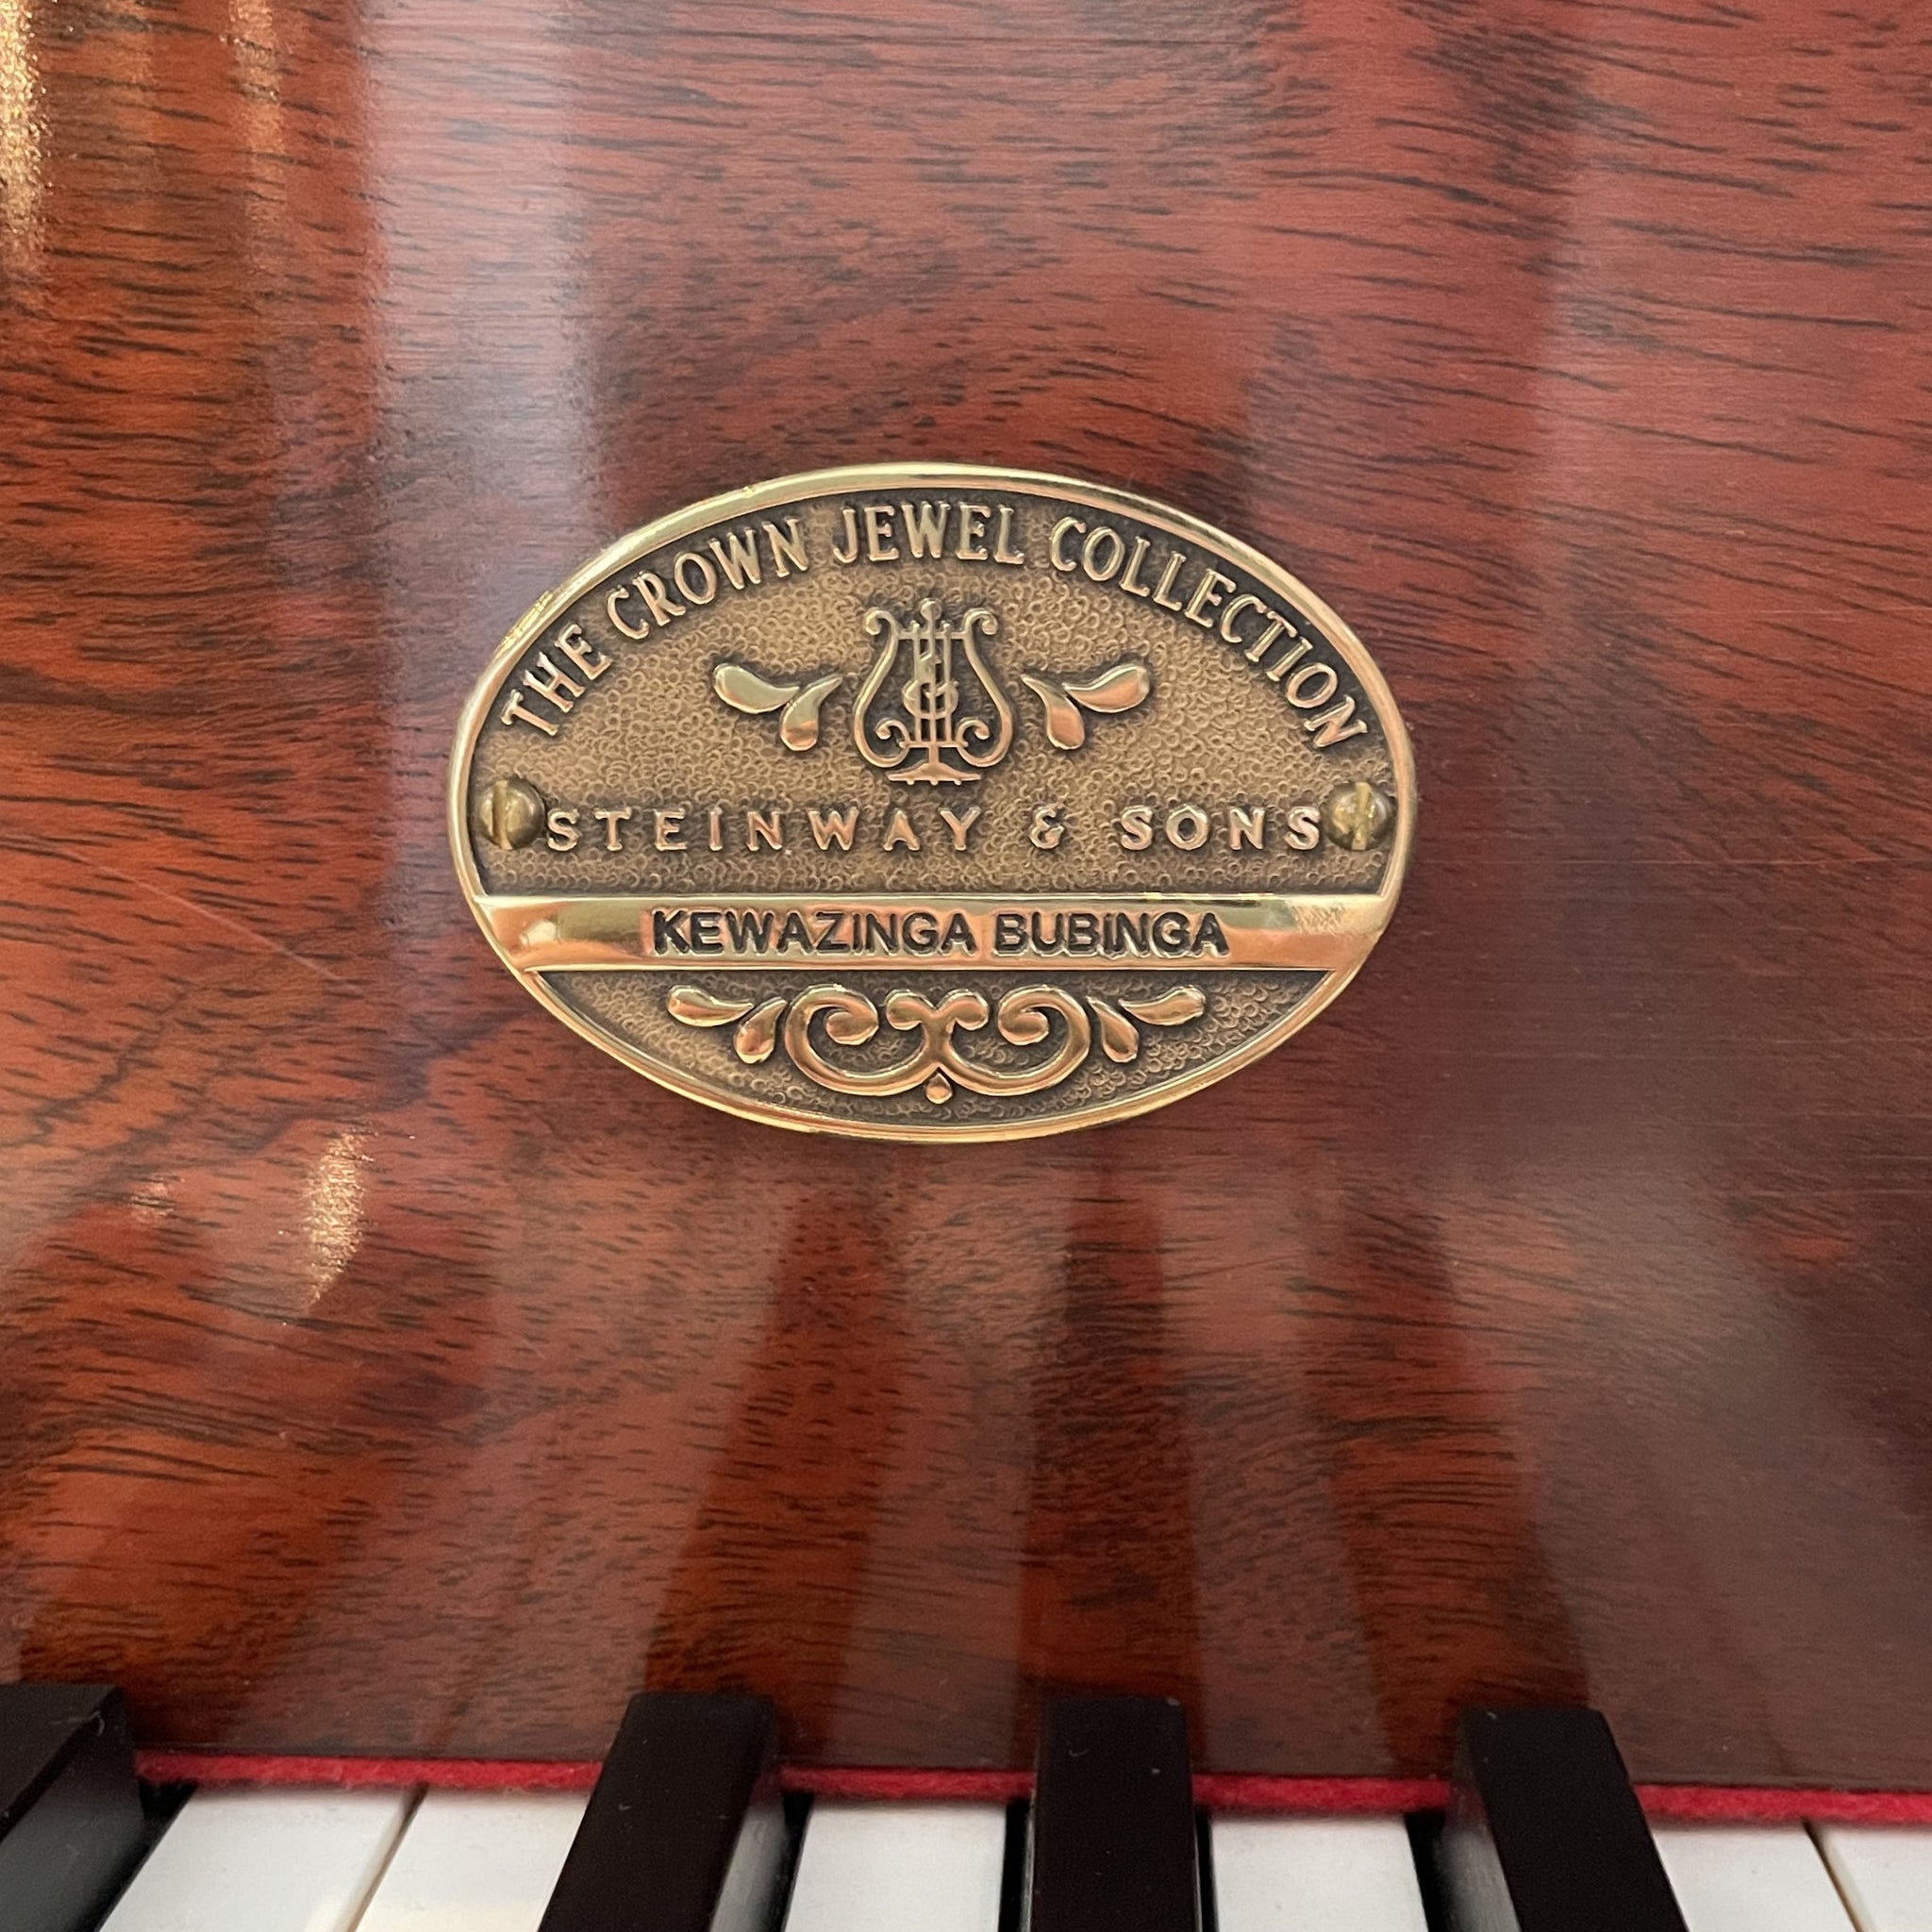 THE CROWN JEWEL COLLECTION
STEINWAY & SONS
KEWAZINGA BUBINGA